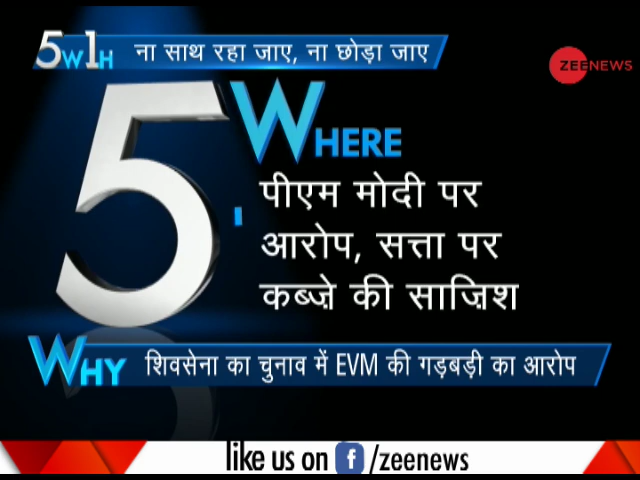 5W1H ना साथ रहा जाए, ना छोड़ा जाए
ZEENEWS
5
WHERE
पीएम मोदी पर
आरोप, सत्ता पर
कब्ज़े की साज़िश
WHY शिवसेना का चुनाव में EVM की गड़बड़ी का आरोप
like us on f/zeenews